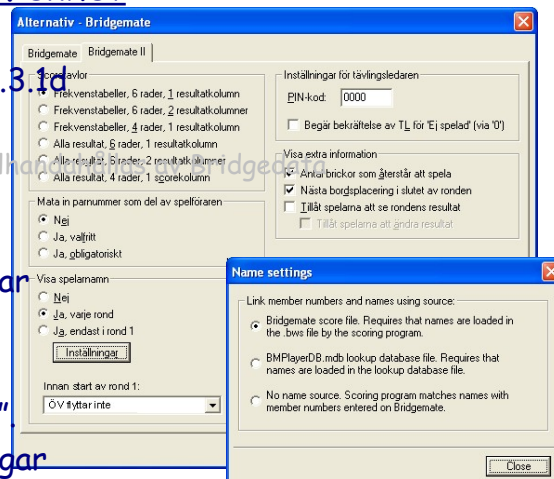 Alternativ - Bridgemate
Bridgemate
Bridgemate II
.3.1d
Frekvenstabeller, 6 rader, 1 resultatkolumn
Frekvenstabeller, 6 rader, 2 resultatkolumner
Frekvenstabeller, 4 rader, 1 resultatkolumn
Alla resultat, 6 rader, 1 resultatkolumn
Alla resultat, 6 rader, 2 resultatkolumner
Alla resultat, 4 rader, 1 scorekolumn
Inställningar för tävlingsledaren
PIN-kod: 0000
Begär bekräftelse av TL för 'Ej spelad' (via '0')
Visa extra information
Antal brickor som återstår att spela
Nästa bordsplacering i slutet av ronden
Tillåt spelarna att se rondens resultat
Tillåt spelarna att ändra resultat
av Bridgedata
Mata in parnummer som del av spelföraren
Nej
Ja, valfritt
Ja, obligatoriskt
ar
Visa spelarnamn
Nej
Ja, varje rond
Ja, endast i rond 1
Inställningar
Innan start av rond 1:
ÖV flyttar inte
".
gar
Name settings
Link member numbers and names using source:
Bridgemate score file. Requires that names are loaded in
the .bws file by the scoring program.
BMPlayerDB.mdb lookup database file. Requires that
names are loaded in the lookup database file.
No name source. Scoring program matches names with
member numbers entered on Bridgemate.
Close